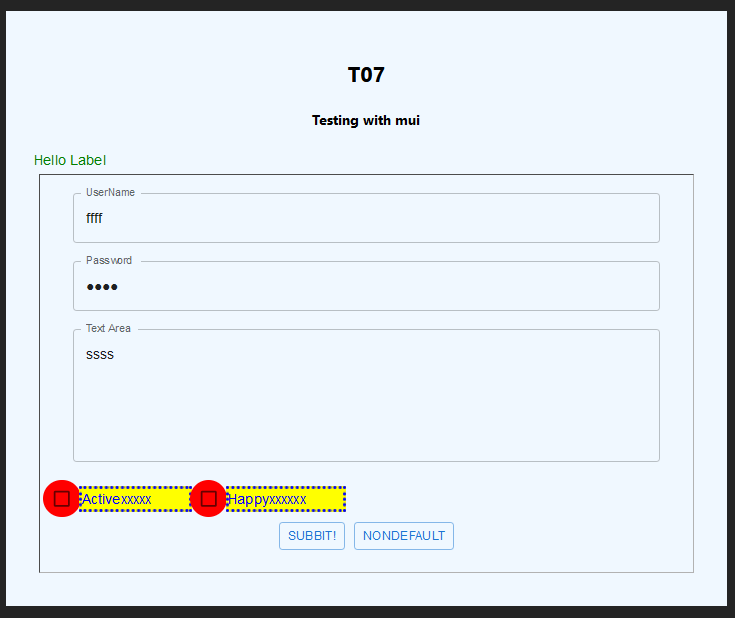 T07
Testing with mui
Hello Label
UserName
ffff
Password
••••
Text Area
ssss
Activexxxxx Happyxxxxxx
SUBBIT! NONDEFAULT